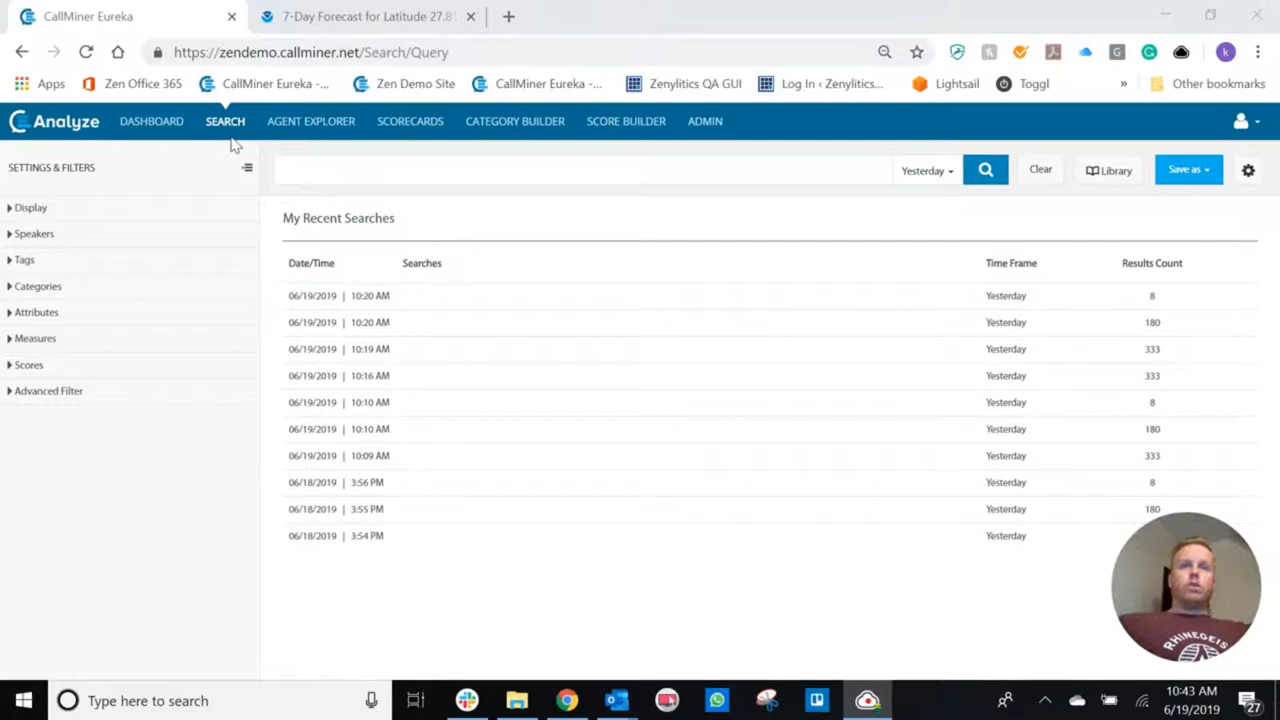 CallMiner Eureka
7-Day Forecast for Latitude 27.8
https://zendemo.callminer.net/Search/Query
Apps Zen Office 365 CallMiner Eureka -... Zen Demo Site CallMiner Eureka -... Zenylitics QA GUI Log In ‹ Zenylitics... Lightsail Toggl » Other bookmarks
Analyze DASHBOARD SEARCH AGENT EXPLORER SCORECARDS CATEGORY BUILDER SCORE BUILDER ADMIN
SETTINGS & FILTERS
Yesterday Clear Library Save as
Display
Speakers
Tags
Categories
Attributes
Measures
Scores
Advanced Filter
My Recent Searches
Date/Time Searches Time Frame Results Count
06/19/2019 | 10:20 AM Yesterday 8
06/19/2019 | 10:20 AM Yesterday 180
06/19/2019 | 10:19 AM Yesterday 333
06/19/2019 | 10:16 AM Yesterday 333
06/19/2019 | 10:10 AM Yesterday 8
06/19/2019 | 10:10 AM Yesterday 180
06/19/2019 | 10:09 AM Yesterday 333
06/18/2019 | 3:56 PM Yesterday 8
06/18/2019 | 3:55 PM Yesterday 180
06/18/2019 | 3:54 PM Yesterday
RHINEGEIS
Type here to search
10:43 AM
6/19/2019
27